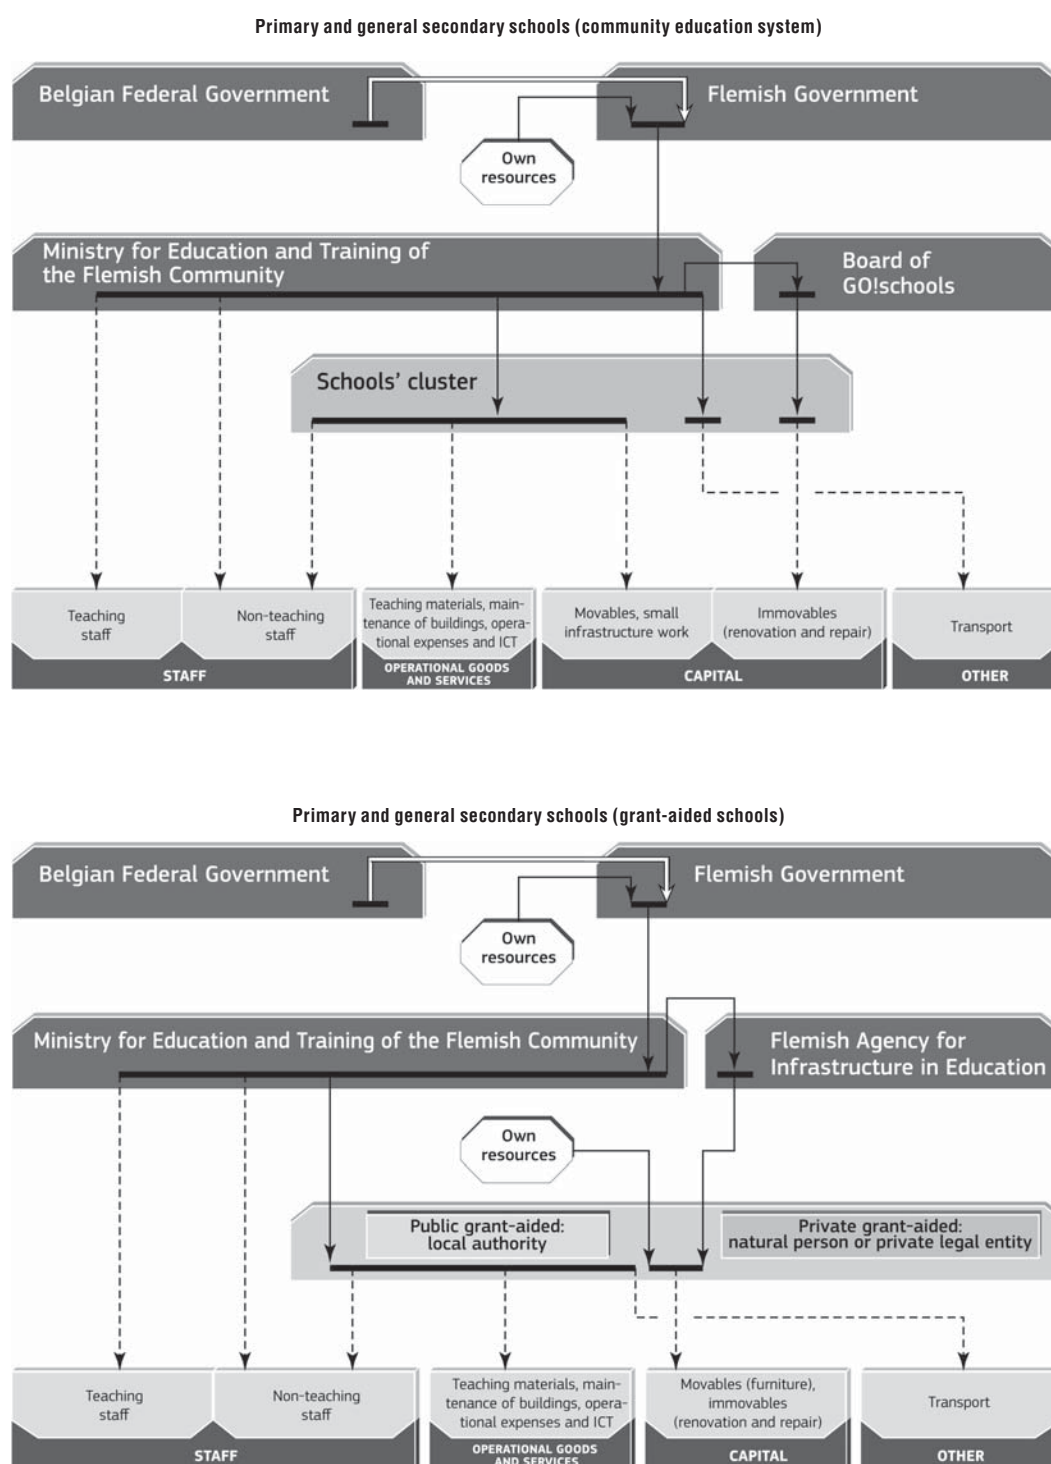 Primary and general secondary schools (community education system)
Belgian Federal Government
Flemish Government
Own
resources
Ministry for Education and Training of
the Flemish Community
Board of
GO!schools
Schools' cluster
Teaching
staff
Non-teaching
staff
Teaching materials, main-
tenance of buildings, opera-
tional expenses and ICT
Movables, small
infrastructure work
Immovables
(renovation and repair)
Transport
STAFF
OPERATIONAL GOODS
AND SERVICES
CAPITAL
OTHER
Primary and general secondary schools (grant-aided schools)
Belgian Federal Government
Flemish Government
Own
resources
Ministry for Education and Training of the Flemish Community
Flemish Agency for
Infrastructure in Education
Own
resources
Public grant-aided:
local authority
Private grant-aided:
natural person or private legal entity
Teaching
staff
Non-teaching
staff
Teaching materials, main-
tenance of buildings, opera-
tional expenses and ICT
Movables (furniture),
immovables
(renovation and repair)
Transport
STAFF
OPERATIONAL GOODS
AND SERVICES
CAPITAL
OTHER